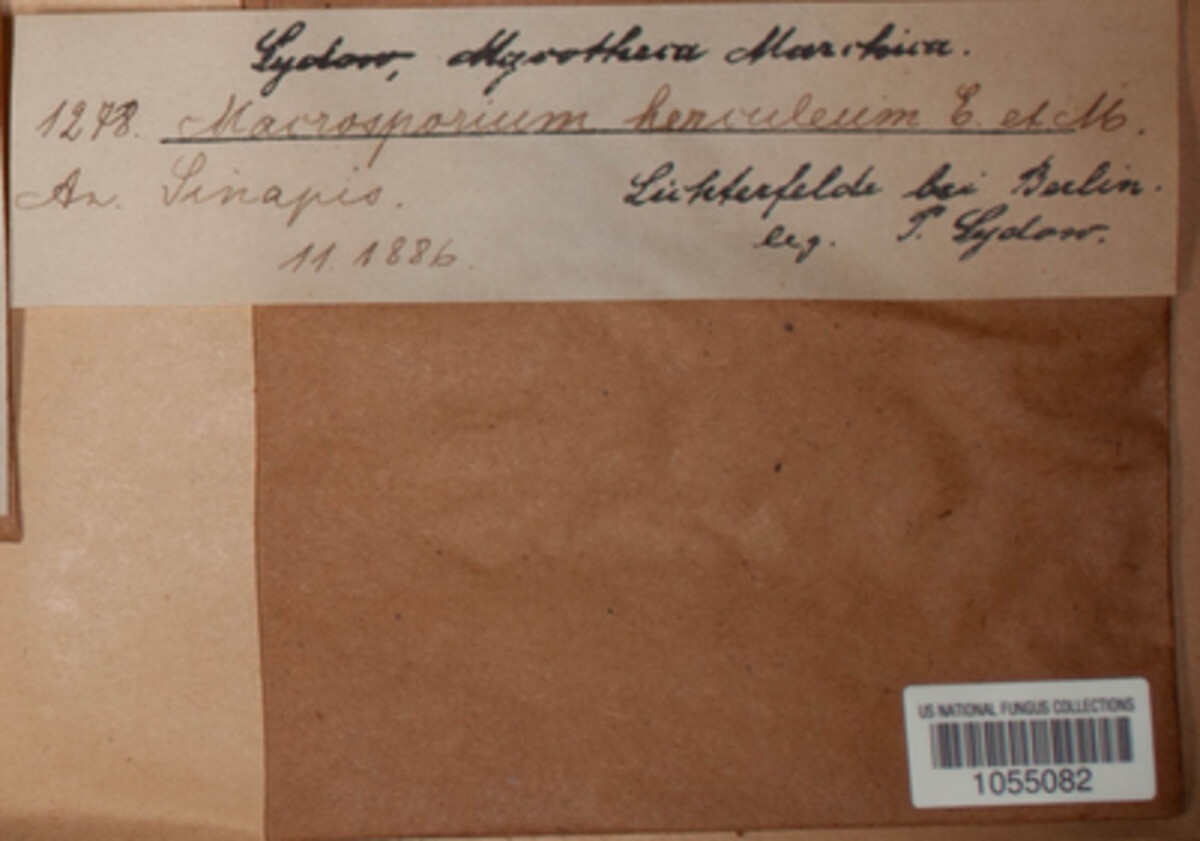 Sydow, Mycotheca Marchica.
1278. Macrosporium herculeum E. et M.
An. Sinapis.
Lichterfelde bei Berlin.
leg. P. Sydow.
11. 1886.
US NATIONAL FUNGUS COLLECTIONS
1055082